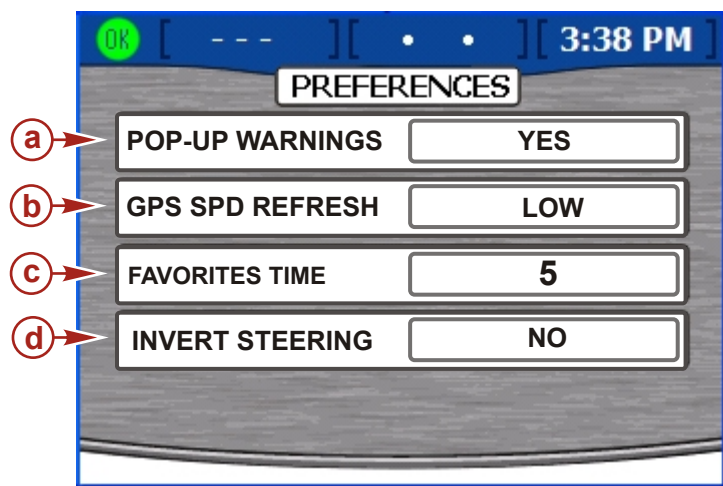 OK [ - - - ][ • • ][ 3:38 PM ]
PREFERENCES
a POP-UP WARNINGS YES
b GPS SPD REFRESH LOW
c FAVORITES TIME 5
d INVERT STEERING NO